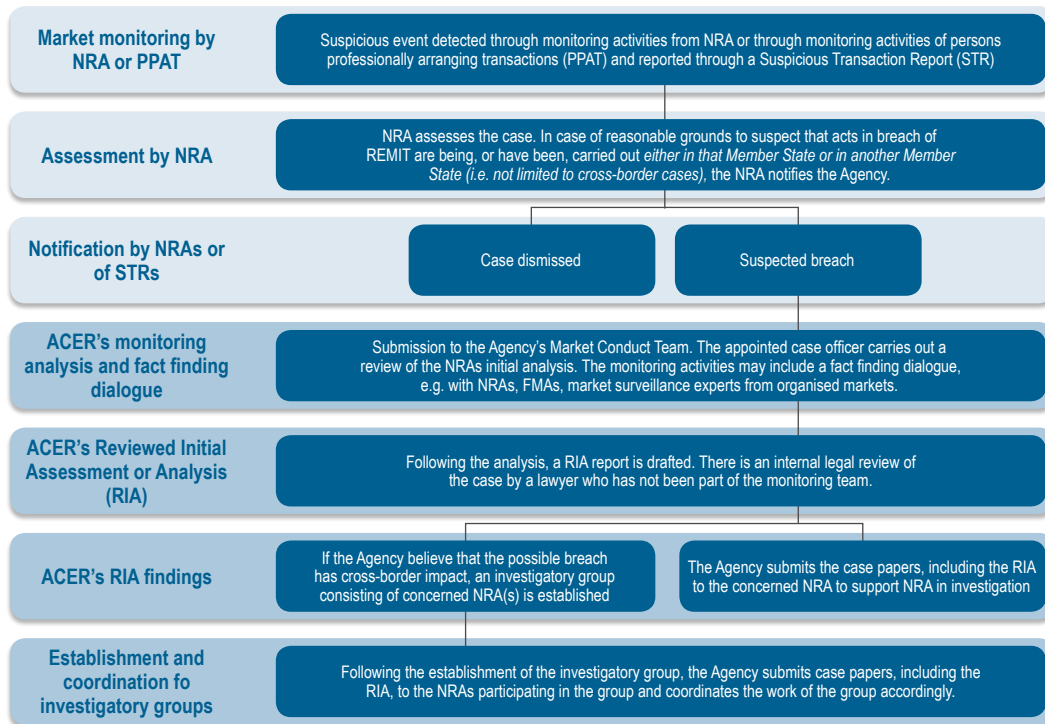 Market monitoring by
NRA or PPAT
Suspicious event detected through monitoring activities from NRA or through monitoring activities of persons
professionally arranging transactions (PPAT) and reported through a Suspicious Transaction Report (STR)
Assessment by NRA
NRA assesses the case. In case of reasonable grounds to suspect that acts in breach of
REMIT are being, or have been, carried out either in that Member State or in another Member
State (i.e. not limited to cross-border cases), the NRA notifies the Agency.
Notification by NRAs or
of STRs
Case dismissed
Suspected breach
ACER's monitoring
analysis and fact finding
dialogue
Submission to the Agency's Market Conduct Team. The appointed case officer carries out a
review of the NRAs initial analysis. The monitoring activities may include a fact finding dialogue,
e.g. with NRAs, FMAs, market surveillance experts from organised markets.
ACER's Reviewed Initial
Assessment or Analysis
(RIA)
Following the analysis, a RIA report is drafted. There is an internal legal review of
the case by a lawyer who has not been part of the monitoring team.
ACER's RIA findings
If the Agency believe that the possible breach
has cross-border impact, an investigatory group
consisting of concerned NRA(s) is established
The Agency submits the case papers, including the RIA
to the concerned NRA to support NRA in investigation
Establishment and
coordination fo
investigatory groups
Following the establishment of the investigatory group, the Agency submits case papers, including the
RIA, to the NRAs participating in the group and coordinates the work of the group accordingly.